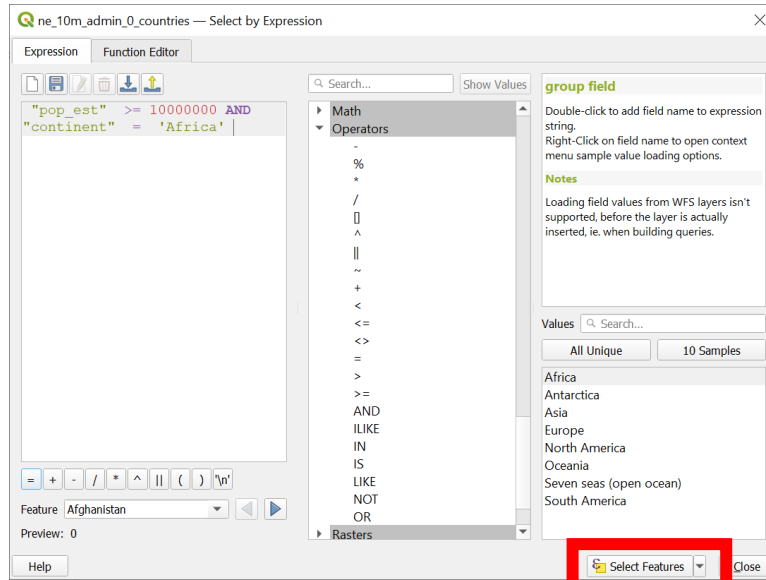 ne_10m_admin_0_countries — Select by Expression
Expression
Function Editor
"pop_est" >= 10000000 AND
"continent" = 'Africa'
= + - / * ^ || ( ) '\n'
Feature Afghanistan
Preview: 0
Search...
Show Values
Math
Operators
-
%
*
/
[]
^
||
~
+
<
<=
<>
=
>
>=
AND
ILIKE
IN
IS
LIKE
NOT
OR
Rasters
group field
Double-click to add field name to expression
string.
Right-Click on field name to open context
menu sample value loading options.
Notes
Loading field values from WFS layers isn't
supported, before the layer is actually
inserted, ie. when building queries.
Values Search...
All Unique
10 Samples
Africa
Antarctica
Asia
Europe
North America
Oceania
Seven seas (open ocean)
South America
Help
Select Features
Close